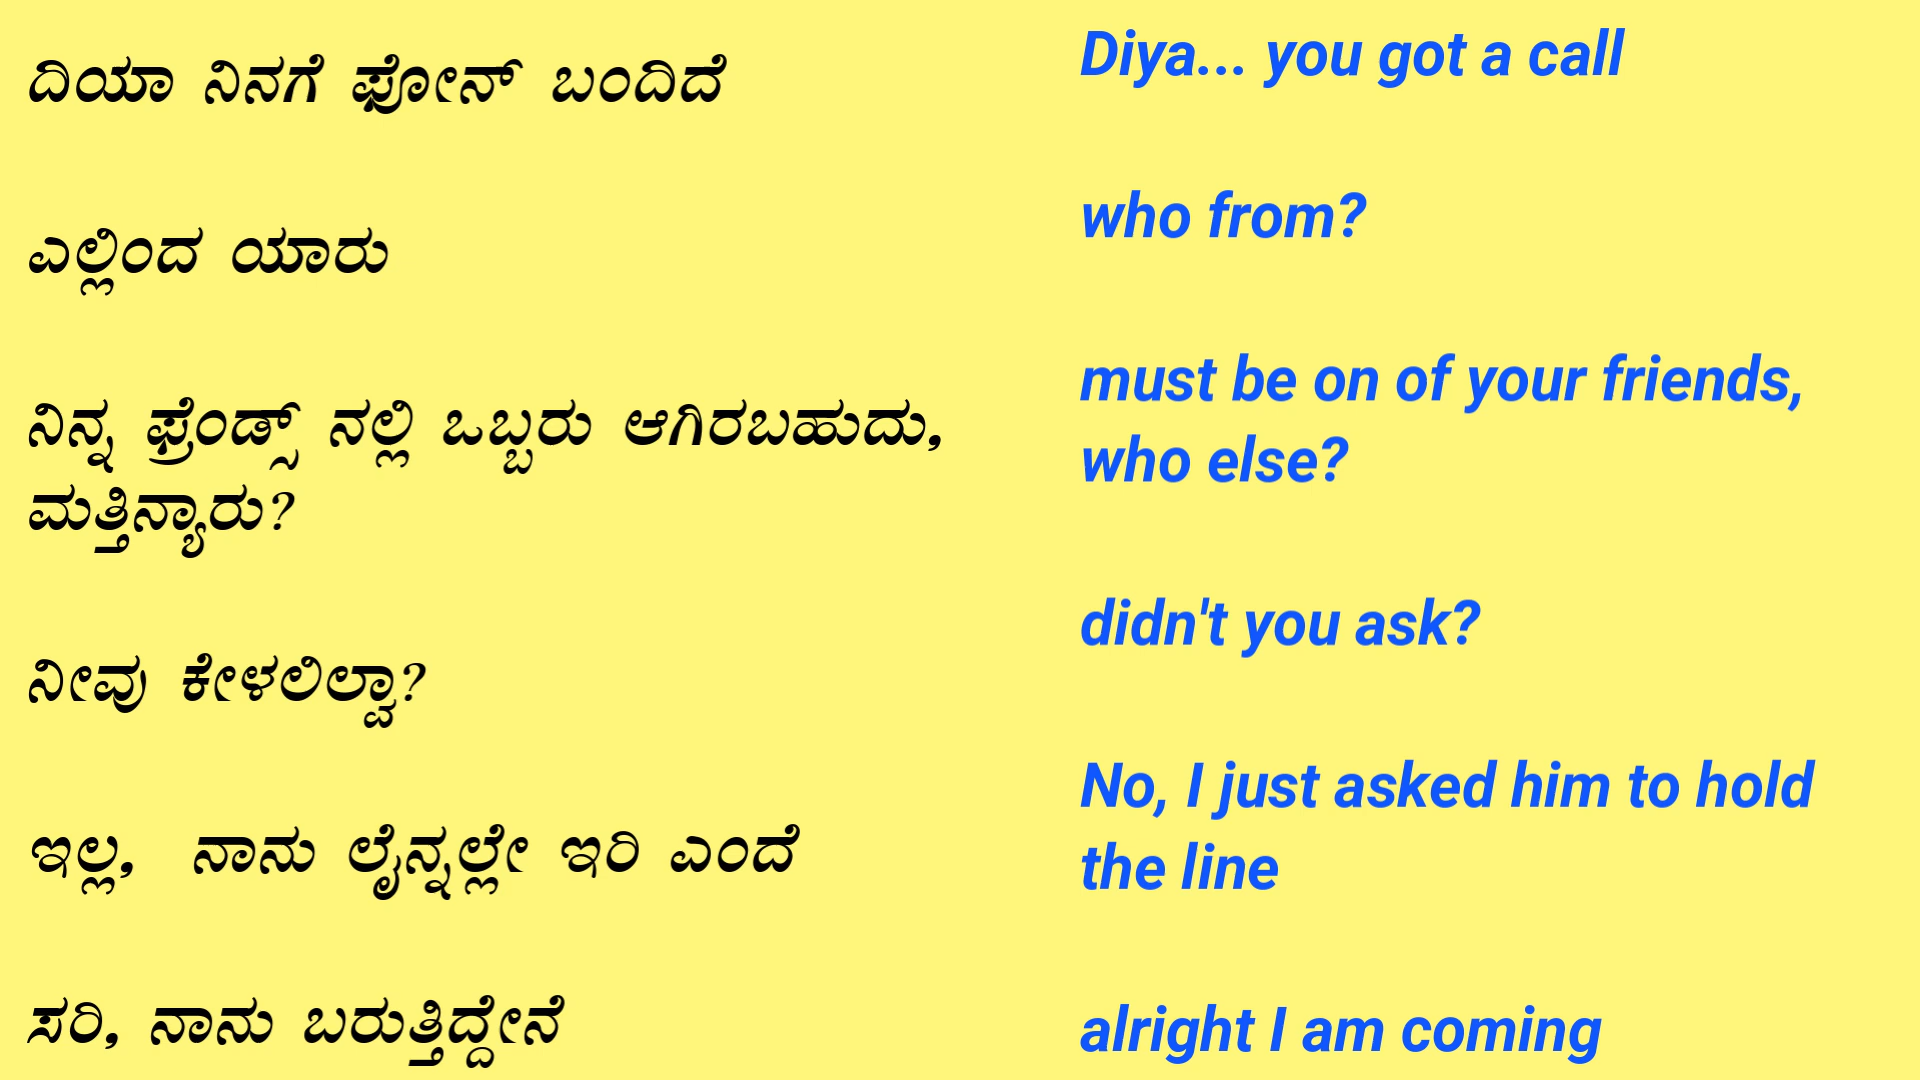 ದಿಯಾ ನಿನಗೆ ಫೋನ್ ಬಂದಿದೆ
ಎಲ್ಲಿಂದ ಯಾರು
ನಿನ್ನ ಫ್ರೆಂಡ್ಸ್ ನಲ್ಲಿ ಒಬ್ಬರು ಆಗಿರಬಹುದು,
ಮತ್ತಿನ್ಯಾರು?
ನೀವು ಕೇಳಲಿಲ್ವಾ?
ಇಲ್ಲ, ನಾನು ಲೈನ್ನಲ್ಲೇ ಇರಿ ಎಂದೆ
ಸರಿ, ನಾನು ಬರುತ್ತಿದ್ದೇನೆ
Diya... you got a call
who from?
must be on of your friends,
who else?
didn't you ask?
No, I just asked him to hold
the line
alright I am coming